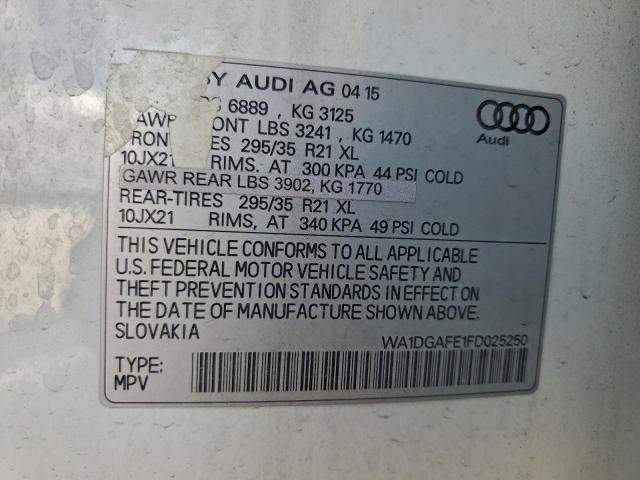 BY AUDI AG 04 15
6889 , KG 3125
FRONT LBS 3241 , KG 1470
295/35 R21 XL
10JX21 RIMS, AT 300 KPA 44 PSI COLD
GAWR REAR LBS 3902, KG 1770
REAR-TIRES 295/35 R21 XL
10JX21 RIMS, AT 340 KPA 49 PSI COLD
THIS VEHICLE CONFORMS TO ALL APPLICABLE
U.S. FEDERAL MOTOR VEHICLE SAFETY AND
THEFT PREVENTION STANDARDS IN EFFECT ON
THE DATE OF MANUFACTURE SHOWN ABOVE.
SLOVAKIA
WA1DGAFE1FD025250
TYPE:
MPV
Audi